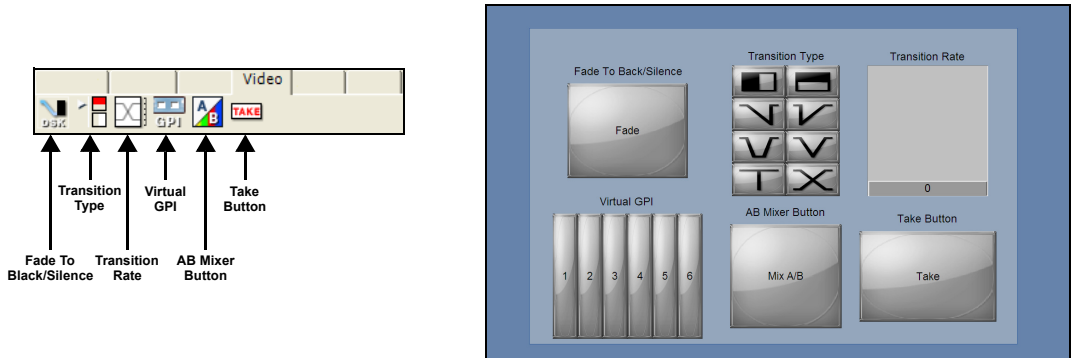 Video
DSK
GPI
A
B
TAKE
Transition
Type
Virtual
GPI
Take
Button
Fade To
Black/Silence
Transition
Rate
AB Mixer
Button
Fade To Back/Silence
Fade
Transition Type
Transition Rate
0
Virtual GPI
1 2 3 4 5 6
AB Mixer Button
Mix A/B
Take Button
Take